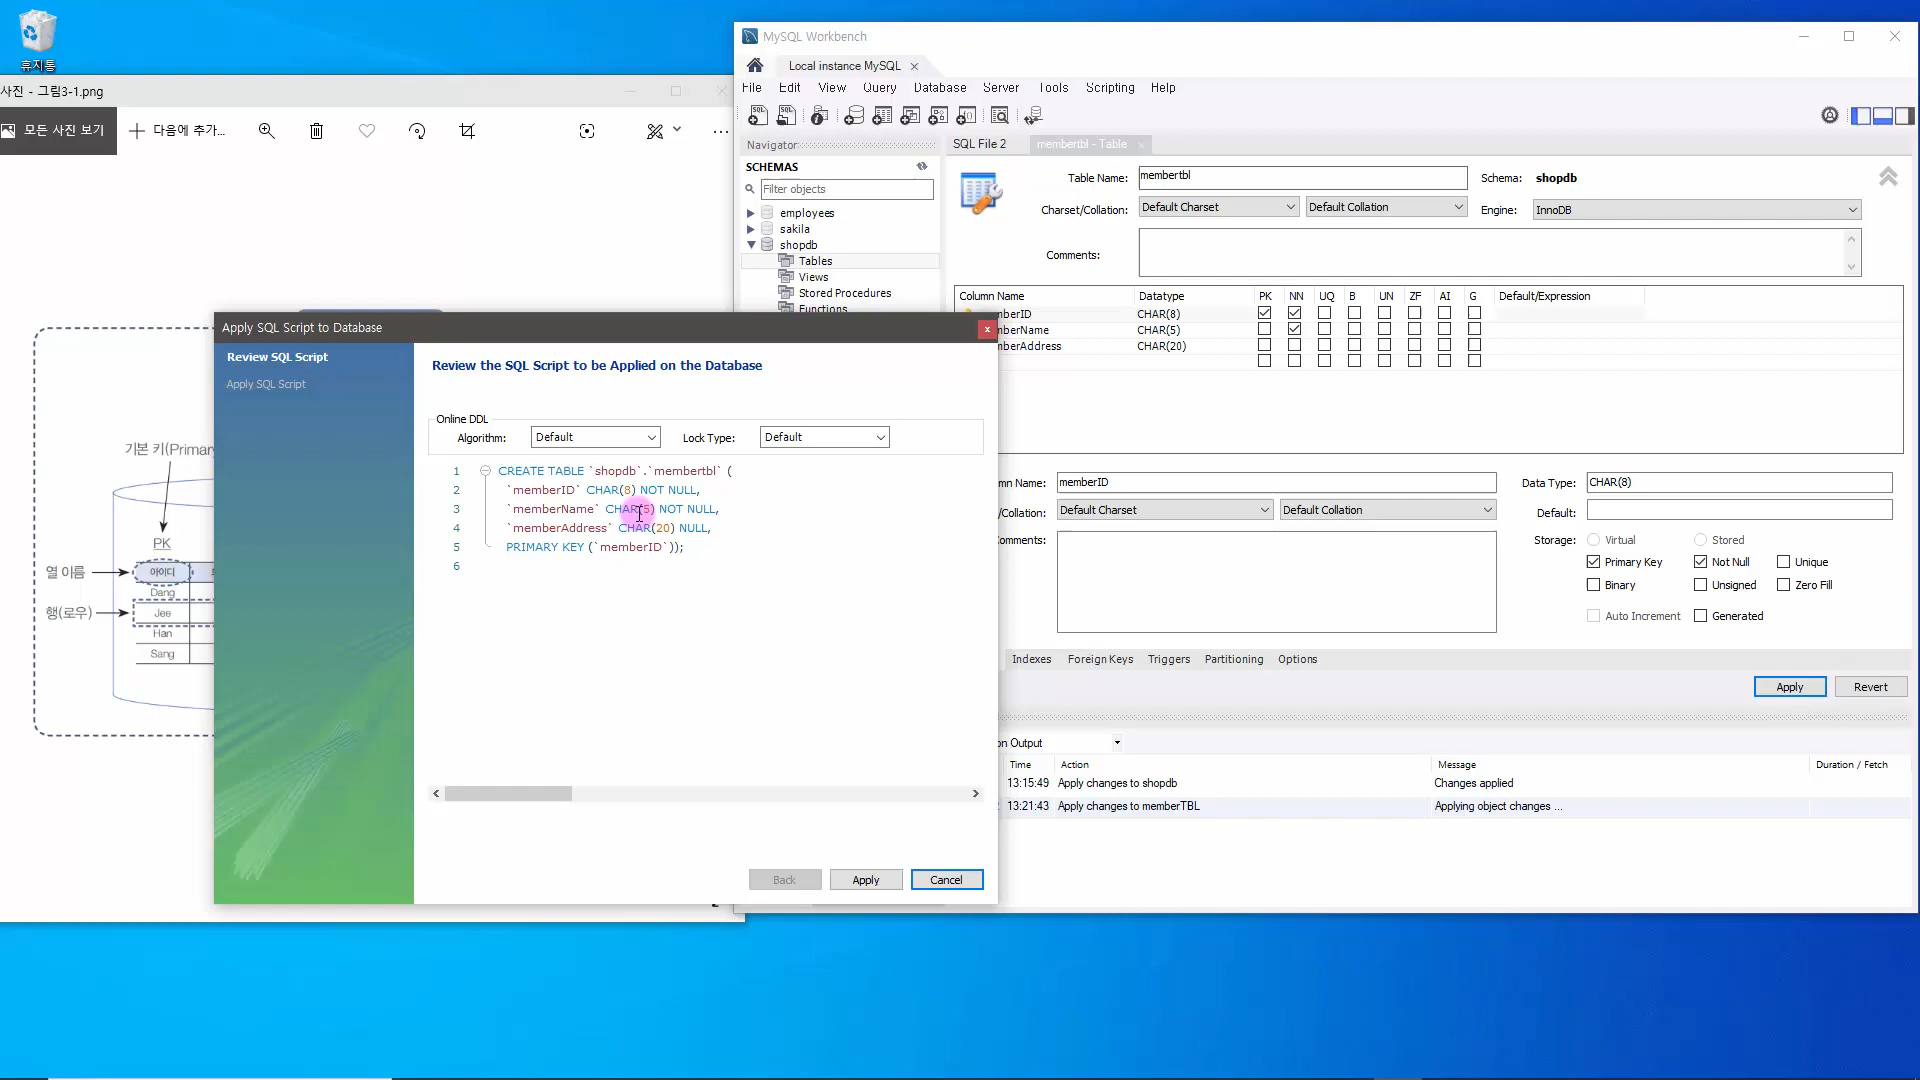 휴지통
사진 - 그림3-1.png
모든 사진 보기
다음에 추가...
기본 키(Primary
PK
열 이름
아이디
Dang
행(로우)
Jee
Han
Sang
MySQL Workbench
Local instance MySQL
File Edit View Query Database Server Tools Scripting Help
Navigator
SCHEMAS
Filter objects
employees
sakila
shopdb
Tables
Views
Stored Procedures
Functions
SQL File 2
membertbl - Table
Table Name: membertbl Schema: shopdb
Charset/Collation: Default Charset Default Collation Engine: InnoDB
Comments:
Column Name Datatype PK NN UQ B UN ZF AI G Default/Expression
mberID CHAR(8)
mberName CHAR(5)
mberAddress CHAR(20)
mn Name: memberID Data Type: CHAR(8)
/Collation: Default Charset Default Collation Default:
omments: Storage: Virtual Stored
Primary Key Not Null Unique
Binary Unsigned Zero Fill
Auto Increment Generated
Indexes Foreign Keys Triggers Partitioning Options
Apply Revert
on Output
Time Action Message Duration / Fetch
13:15:49 Apply changes to shopdb Changes applied
13:21:43 Apply changes to memberTBL Applying object changes ...
Apply SQL Script to Database
Review SQL Script
Apply SQL Script
Review the SQL Script to be Applied on the Database
Online DDL
Algorithm: Default Lock Type: Default
1 CREATE TABLE `shopdb`.`membertbl` (
2 `memberID` CHAR(8) NOT NULL,
3 `memberName` CHAR(5) NOT NULL,
4 `memberAddress` CHAR(20) NULL,
5 PRIMARY KEY (`memberID`));
6
Back Apply Cancel